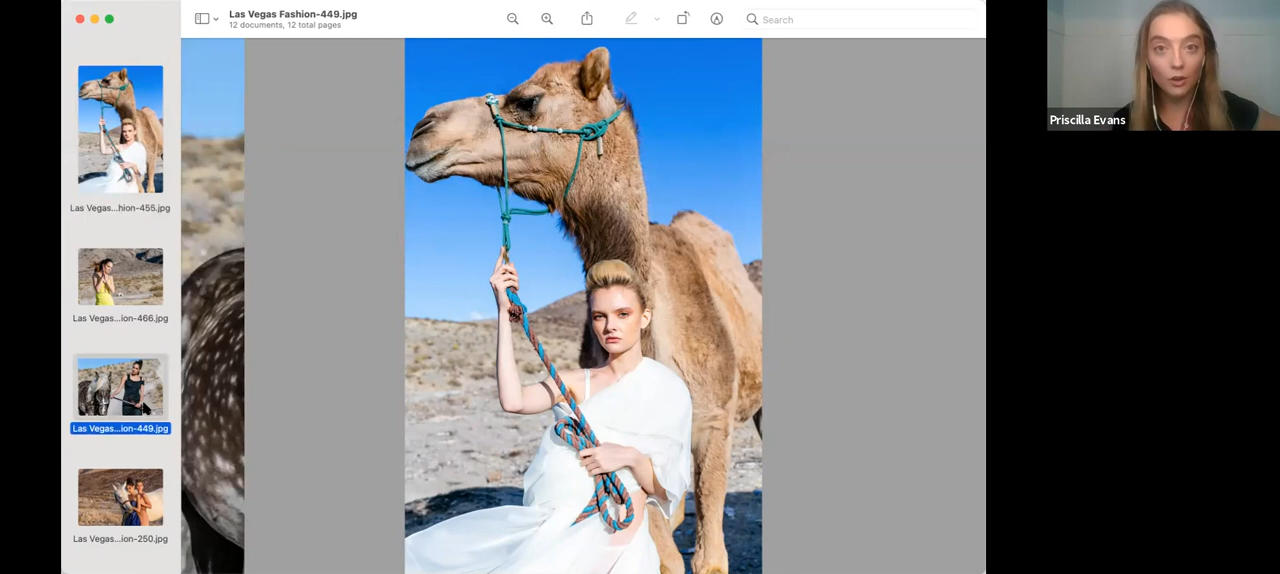 Las Vegas Fashion-449.jpg
12 documents, 12 total pages
Search
Las Vegas...hion-455.jpg
Las Vegas...ion-466.jpg
Las Vegas...ion-449.jpg
Las Vegas...ion-250.jpg
Priscilla Evans